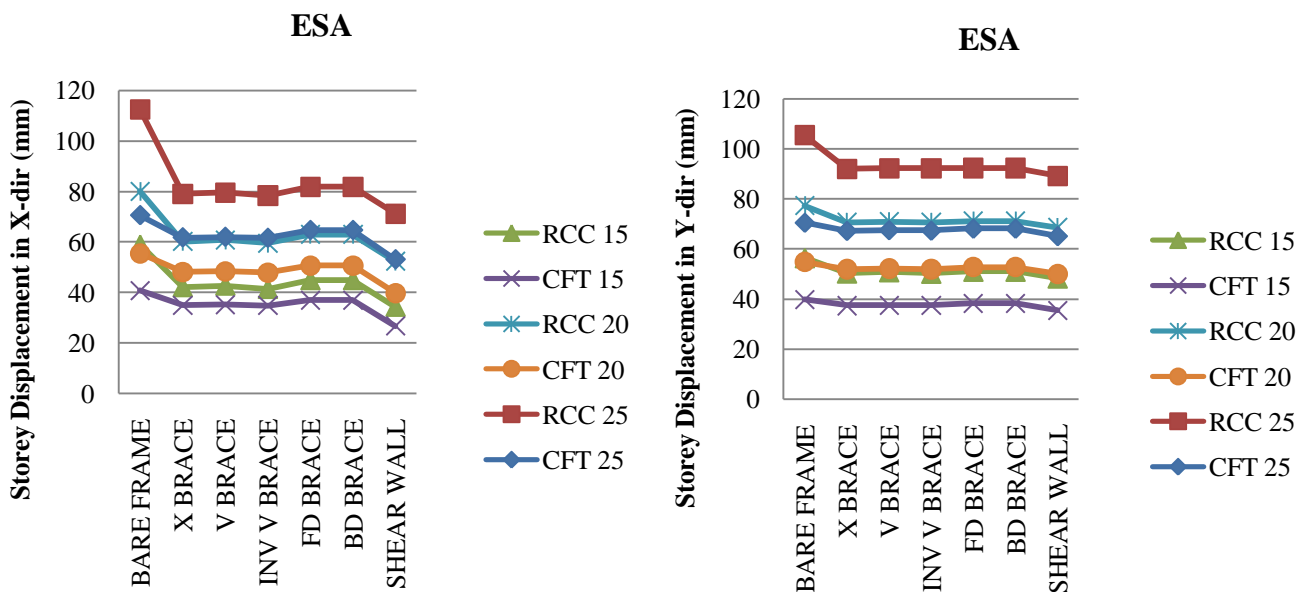 ESA
Storey Displacement in X-dir (mm)
120
100
80
60
40
20
0
BARE FRAME
X BRACE
V BRACE
INV V BRACE
FD BRACE
BD BRACE
SHEAR WALL
RCC 15
CFT 15
RCC 20
CFT 20
RCC 25
CFT 25
ESA
Storey Displacement in Y-dir (mm)
120
100
80
60
40
20
0
BARE FRAME
X BRACE
V BRACE
INV V BRACE
FD BRACE
BD BRACE
SHEAR WALL
RCC 15
CFT 15
RCC 20
CFT 20
RCC 25
CFT 25